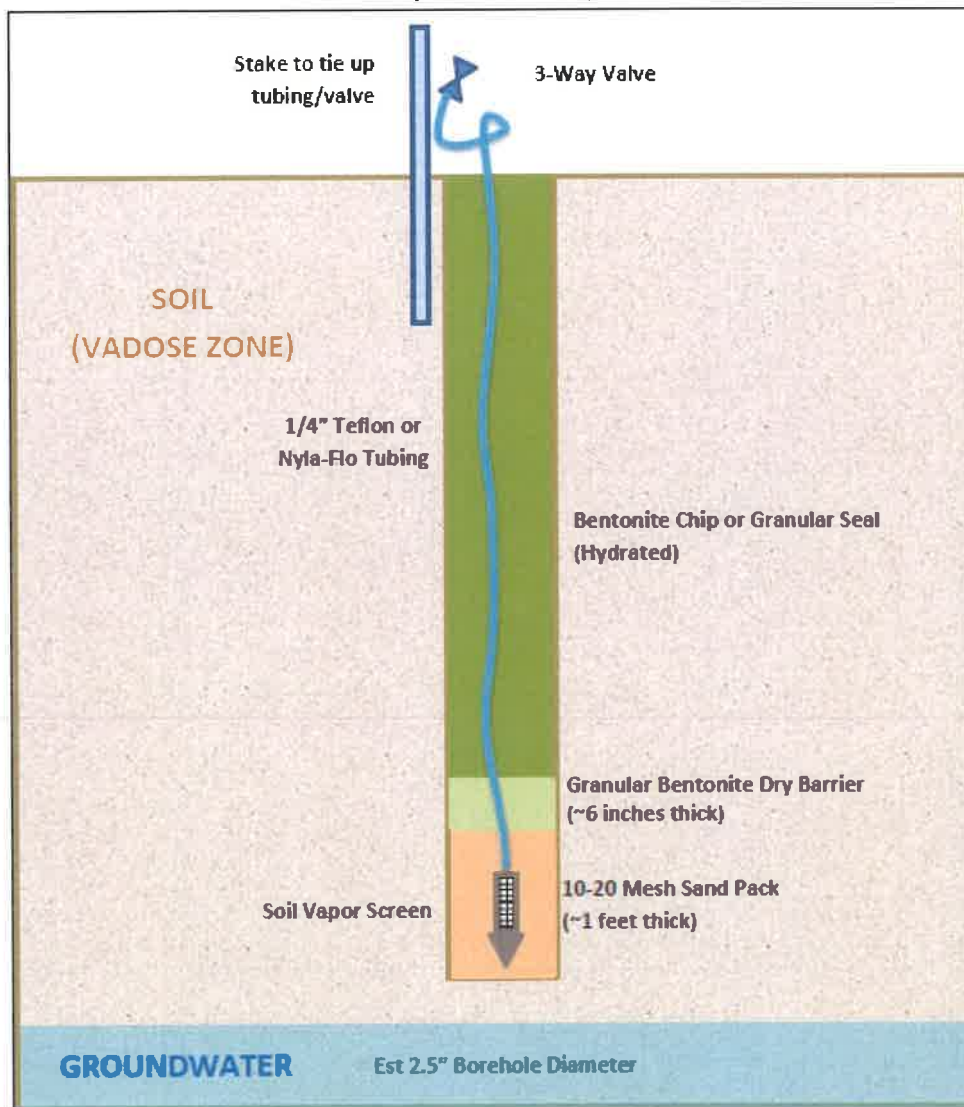 Stake to tie up
tubing/valve
3-Way Valve
SOIL
(VADOSE ZONE)
1/4" Teflon or
Nyla-Flo Tubing
Bentonite Chip or Granular Seal
(Hydrated)
Granular Bentonite Dry Barrier
(~6 inches thick)
Soil Vapor Screen
10-20 Mesh Sand Pack
(~1 feet thick)
GROUNDWATER
Est 2.5" Borehole Diameter